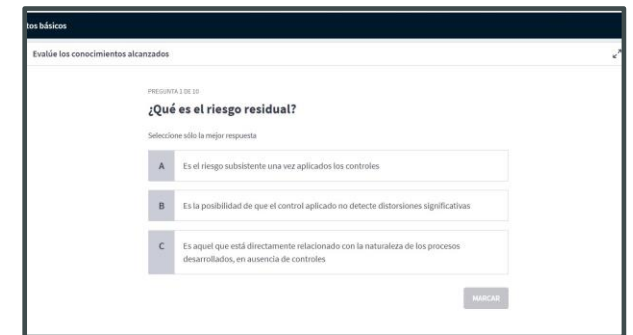 tos básicos
Evalúe los conocimientos alcanzados
PREGUNTA 1 DE 10
¿Qué es el riesgo residual?
Seleccione sólo la mejor respuesta
A Es el riesgo subsistente una vez aplicados los controles
B Es la posibilidad de que el control aplicado no detecte distorsiones significativas
C Es aquel que está directamente relacionado con la naturaleza de los procesos
desarrollados, en ausencia de controles
MARCAR